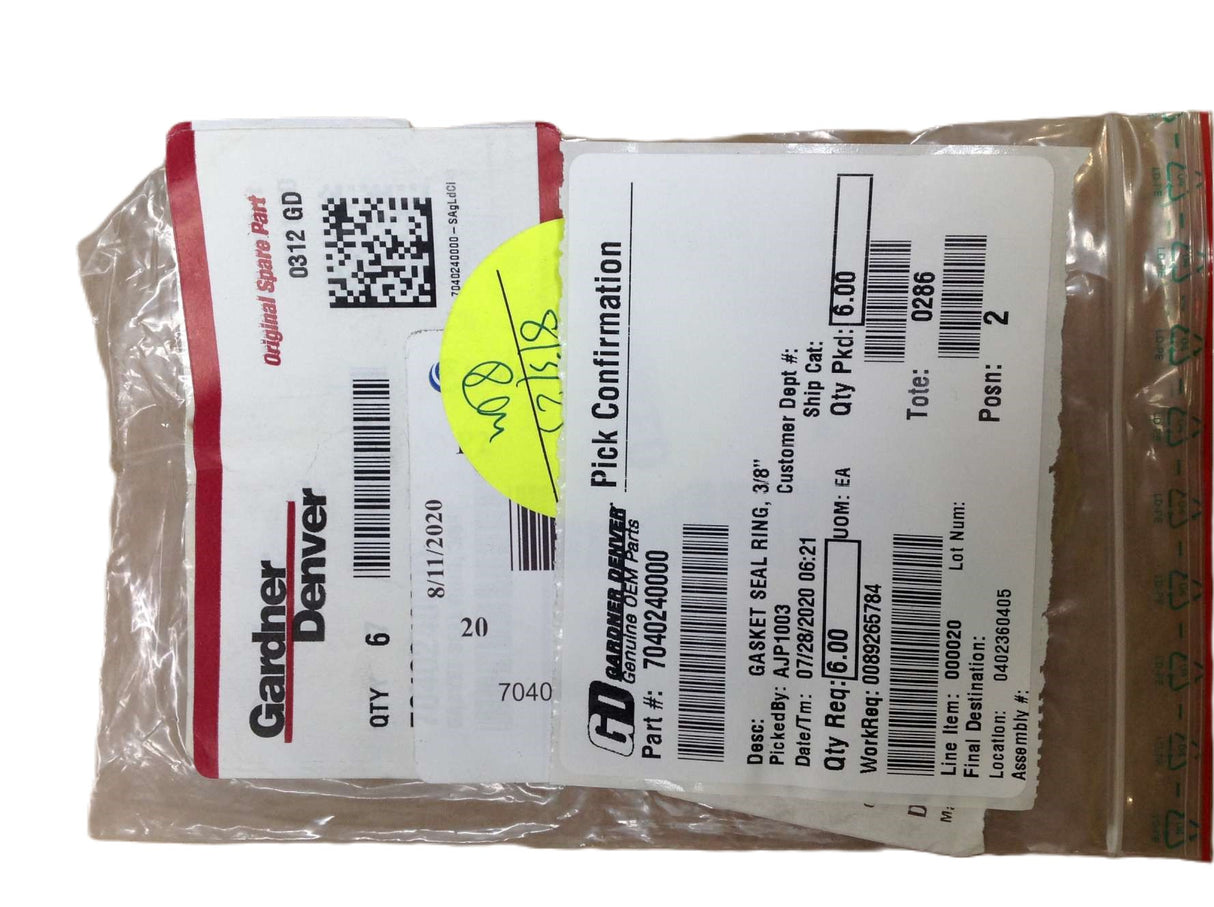 Gardner
Denver
Original Spare Part
0312 GD
QTY 6
7040240000 – SAgLdCi
8/11/2020
20
7040
GD GARDNER DENVER
Genuine OEM Parts
Pick Confirmation
Part #: 7040240000
Desc: GASKET SEAL RING, 3/8"
PickedBy: AJP1003
Customer Dept #:
Date/Tm: 07/28/2020 06:21
Ship Cat:
Qty Req: 6.00 UOM: EA Qty Pkd: 6.00
WorkReq: 0089265784
Tote: 0286
Line Item: 000020 Lot Num:
Final Destination:
Posn: 2
Location: 0402360405
Assembly #: